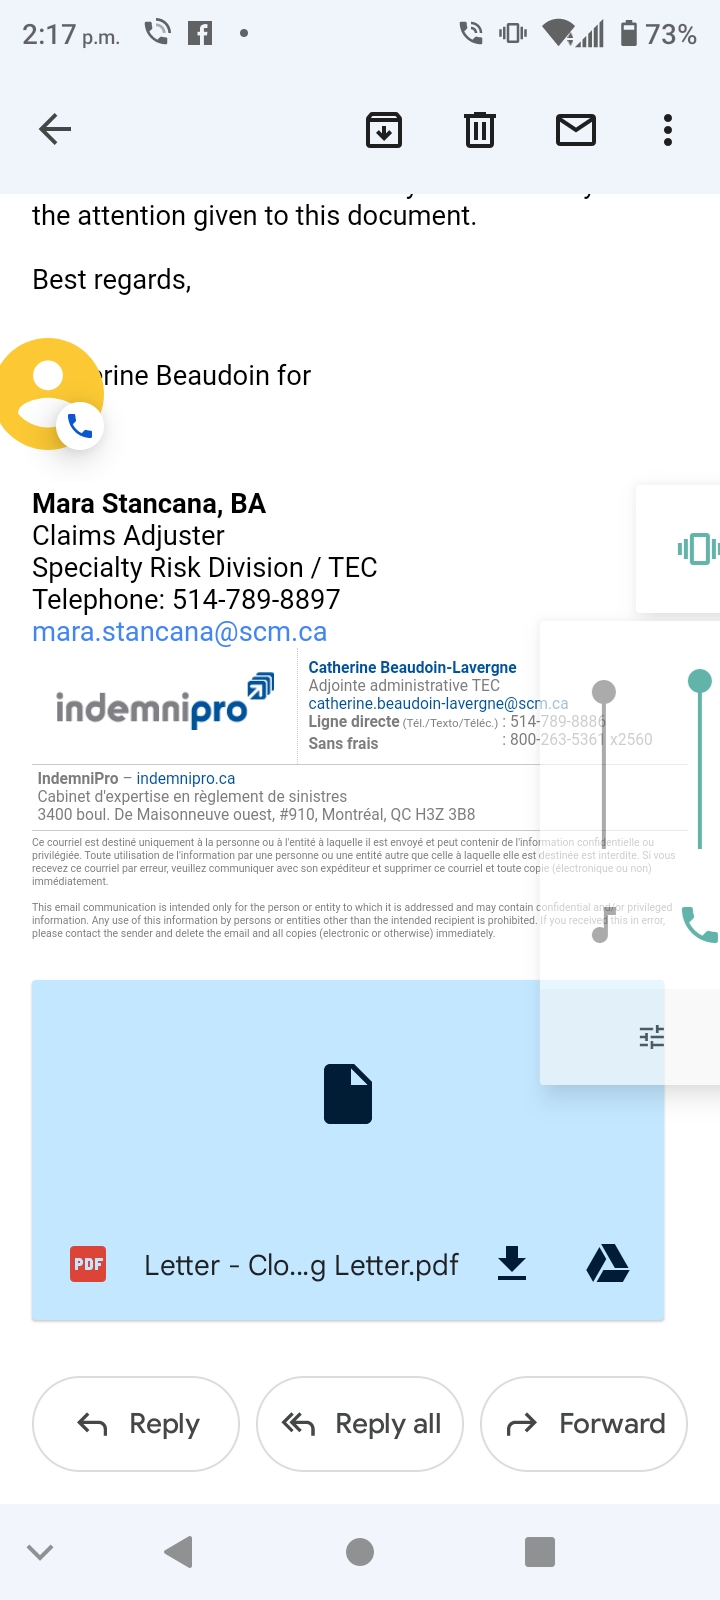 2:17 p.m.
73%
the attention given to this document.
Best regards,
erine Beaudoin for
Mara Stancana, BA
Claims Adjuster
Specialty Risk Division / TEC
Telephone: 514-789-8897
mara.stancana@scm.ca
indemnipro
Catherine Beaudoin-Lavergne
Adjointe administrative TEC
catherine.beaudoin-lavergne@scm.ca
Ligne directe (Tél./Texto/Téléc.) : 514-789-8886
Sans frais : 800-263-5361 x2560
IndemniPro – indemnipro.ca
Cabinet d'expertise en règlement de sinistres
3400 boul. De Maisonneuve ouest, #910, Montréal, QC H3Z 3B8
Ce courriel est destiné uniquement à la personne ou à l'entité à laquelle il est envoyé et peut contenir de l'information confidentielle ou
privilégiée. Toute utilisation de l'information par une personne ou une entité autre que celle à laquelle elle est destinée est interdite. Si vous
recevez ce courriel par erreur, veuillez communiquer avec son expéditeur et supprimer ce courriel et toute copie (électronique ou non)
immédiatement.
This email communication is intended only for the person or entity to which it is addressed and may contain confidential and/or privileged
information. Any use of this information by persons or entities other than the intended recipient is prohibited. If you received this in error,
please contact the sender and delete the email and all copies (electronic or otherwise) immediately.
PDF
Letter - Clo...g Letter.pdf
Reply
Reply all
Forward